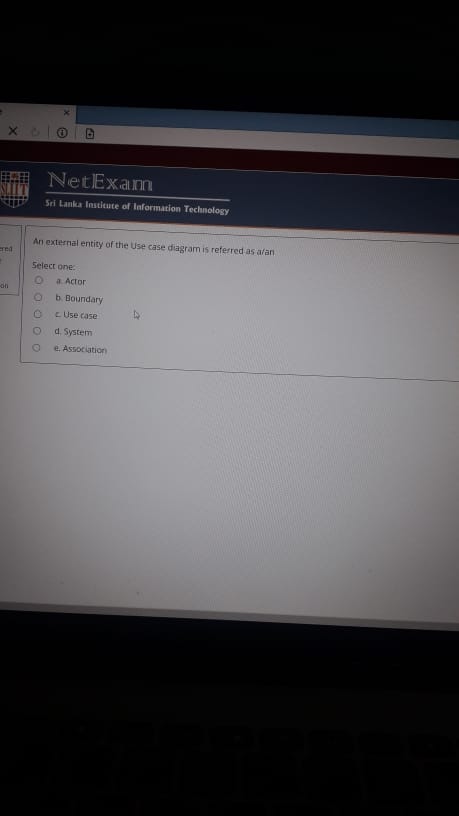 NetExam
Sri Lanka Institute of Information Technology
An external entity of the Use case diagram is referred as a/an
Select one:
a. Actor
b. Boundary
c. Use case
d. System
e. Association